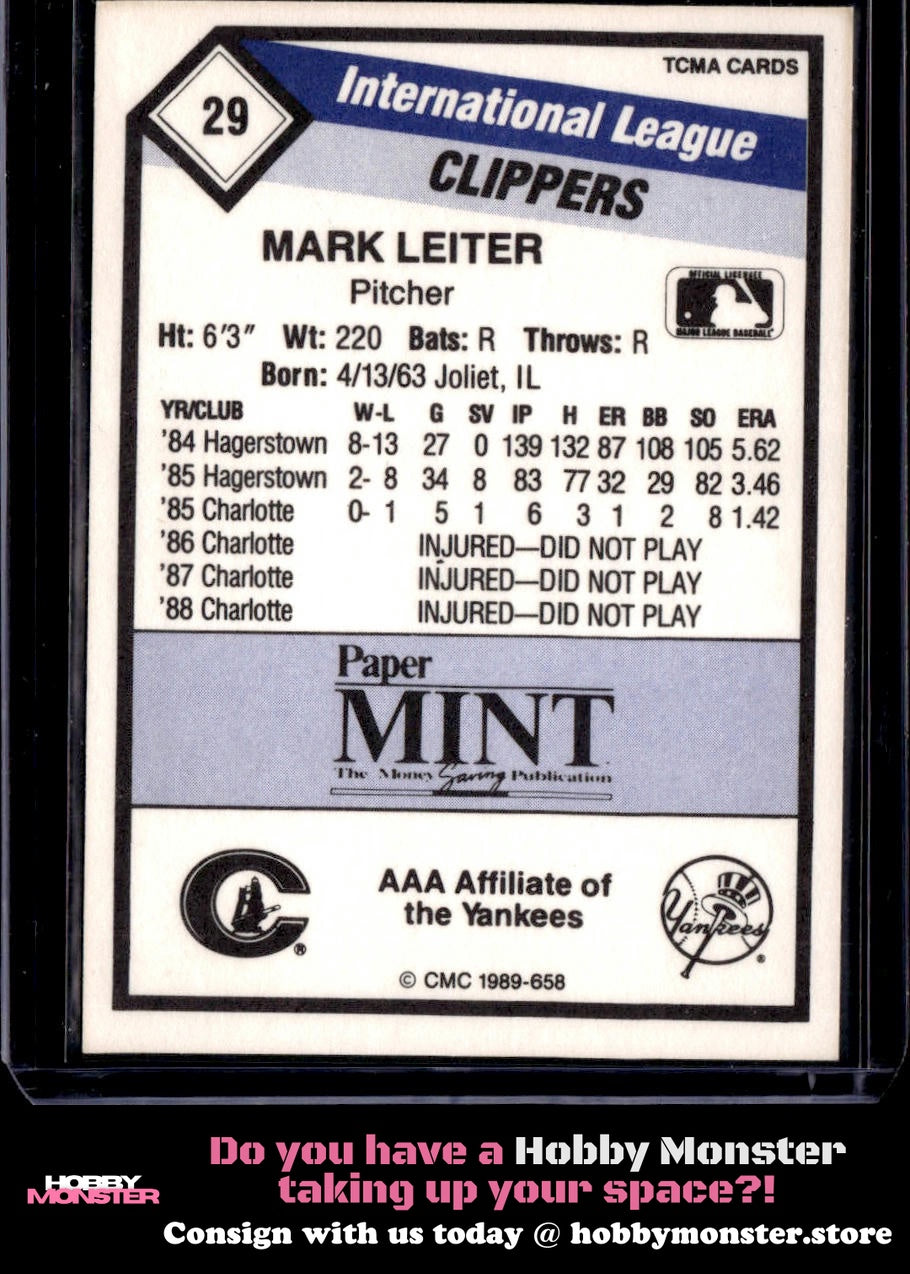 TCMA CARDS
29
International League
CLIPPERS
MARK LEITER
Pitcher
OFFICIAL LICENSEE
MAJOR LEAGUE BASEBALL
Ht: 6'3" Wt: 220 Bats: R Throws: R
Born: 4/13/63 Joliet, IL
YR/CLUB W-L G SV IP H ER BB SO ERA
'84 Hagerstown 8-13 27 0 139 132 87 108 105 5.62
'85 Hagerstown 2- 8 34 8 83 77 32 29 82 3.46
'85 Charlotte 0- 1 5 1 6 3 1 2 8 1.42
'86 Charlotte INJURED—DID NOT PLAY
'87 Charlotte INJURED—DID NOT PLAY
'88 Charlotte INJURED—DID NOT PLAY
Paper
MINT
The Money Saving Publication
C ®
AAA Affiliate of
the Yankees
Yankees ®
© CMC 1989-658
Do you have a Hobby Monster
taking up your space?!
HOBBY
MONSTER
Consign with us today @ hobbymonster.store